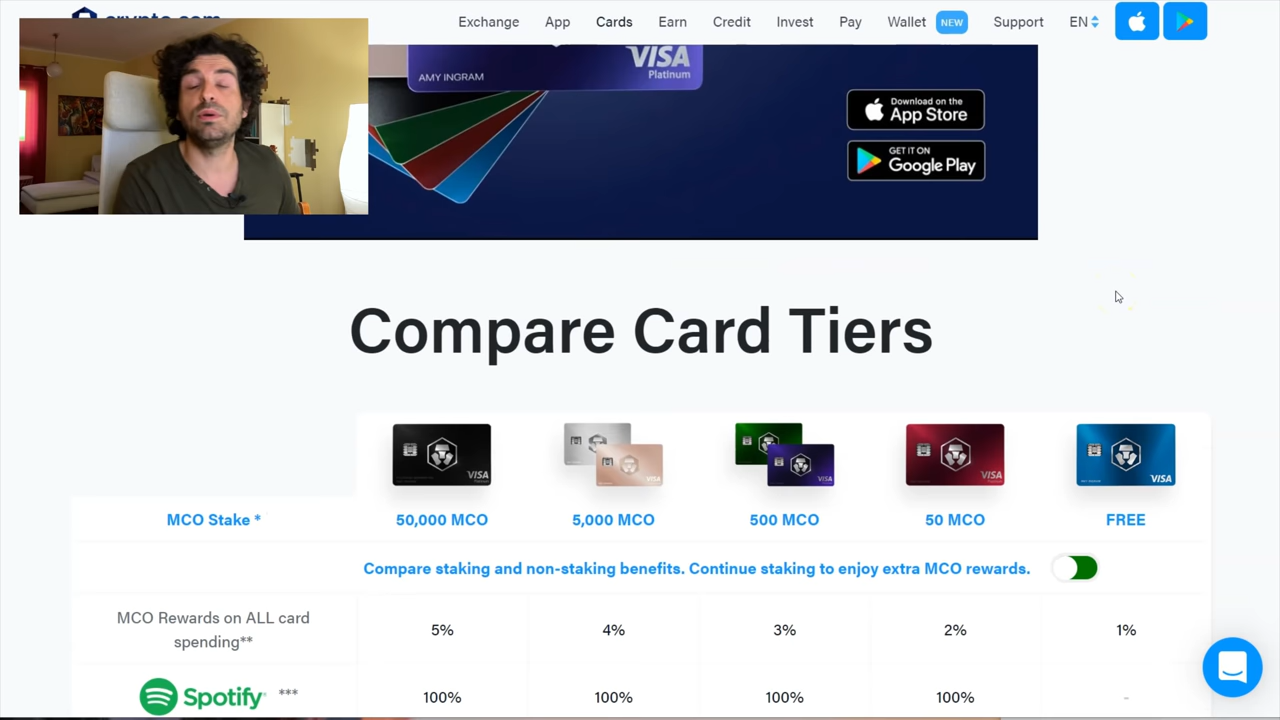 crypto.com
Exchange App Cards Earn Credit Invest Pay Wallet NEW Support EN
VISA
Platinum
AMY INGRAM
Download on the
App Store
GET IT ON
Google Play
Compare Card Tiers
VISA VISA VISA VISA
MCO Stake * 50,000 MCO 5,000 MCO 500 MCO 50 MCO FREE
Compare staking and non-staking benefits. Continue staking to enjoy extra MCO rewards.
MCO Rewards on ALL card
spending** 5% 4% 3% 2% 1%
Spotify *** 100% 100% 100% 100% -